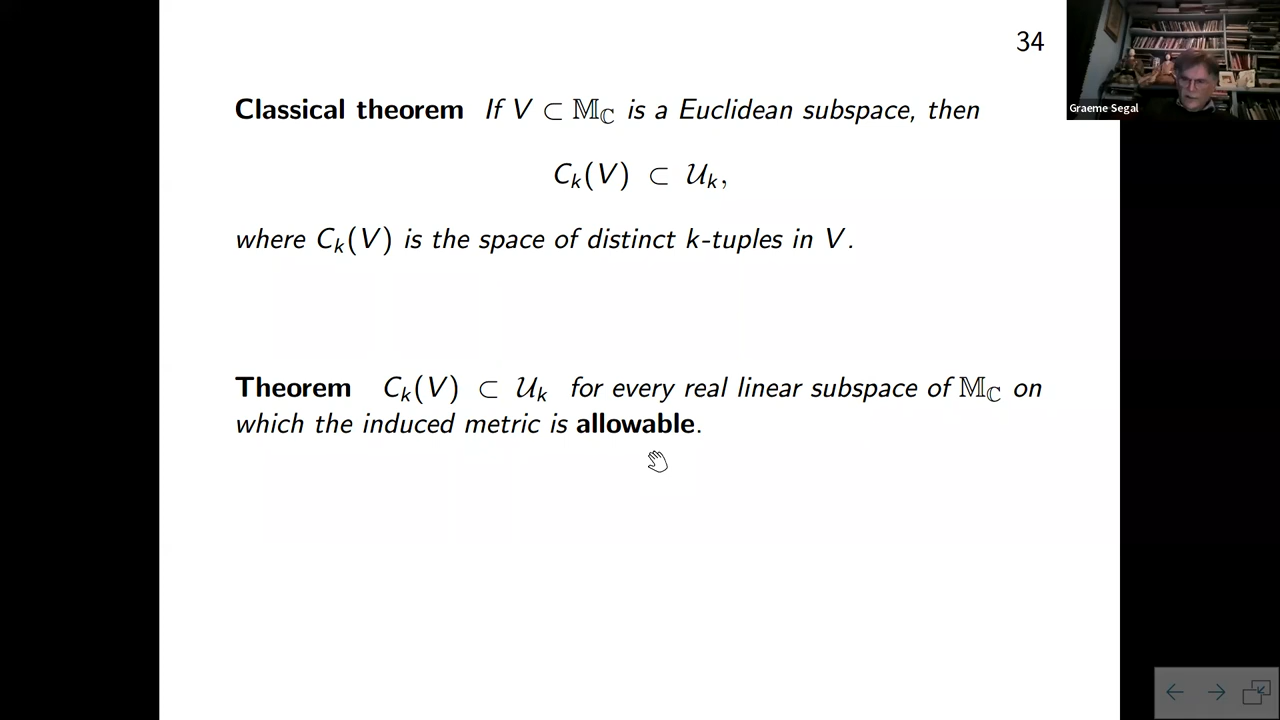 34
Graeme Segal
Classical theorem If V ⊂ 𝕄_ℂ is a Euclidean subspace, then
C_k(V) ⊂ 𝒰_k,
where C_k(V) is the space of distinct k-tuples in V.
Theorem C_k(V) ⊂ 𝒰_k for every real linear subspace of 𝕄_ℂ on
which the induced metric is allowable.